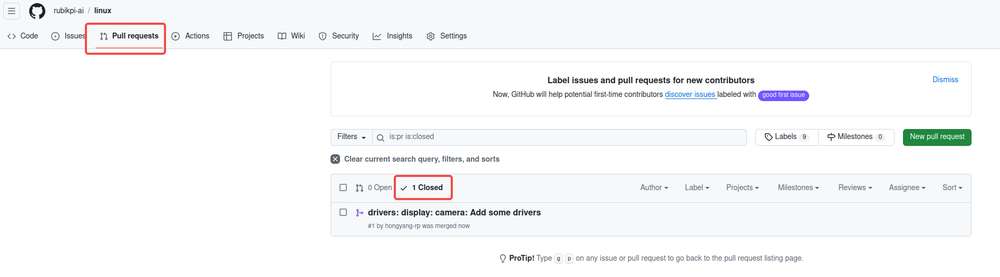 rubikpi-ai / linux
Code Issues Pull requests Actions Projects Wiki Security Insights Settings
Label issues and pull requests for new contributors
Dismiss
Now, GitHub will help potential first-time contributors discover issues labeled with good first issue
Filters is:pr is:closed Labels 9 Milestones 0 New pull request
Clear current search query, filters, and sorts
0 Open 1 Closed Author Label Projects Milestones Reviews Assignee Sort
drivers: display: camera: Add some drivers
#1 by hongyang-rp was merged now
ProTip! Type g p on any issue or pull request to go back to the pull request listing page.